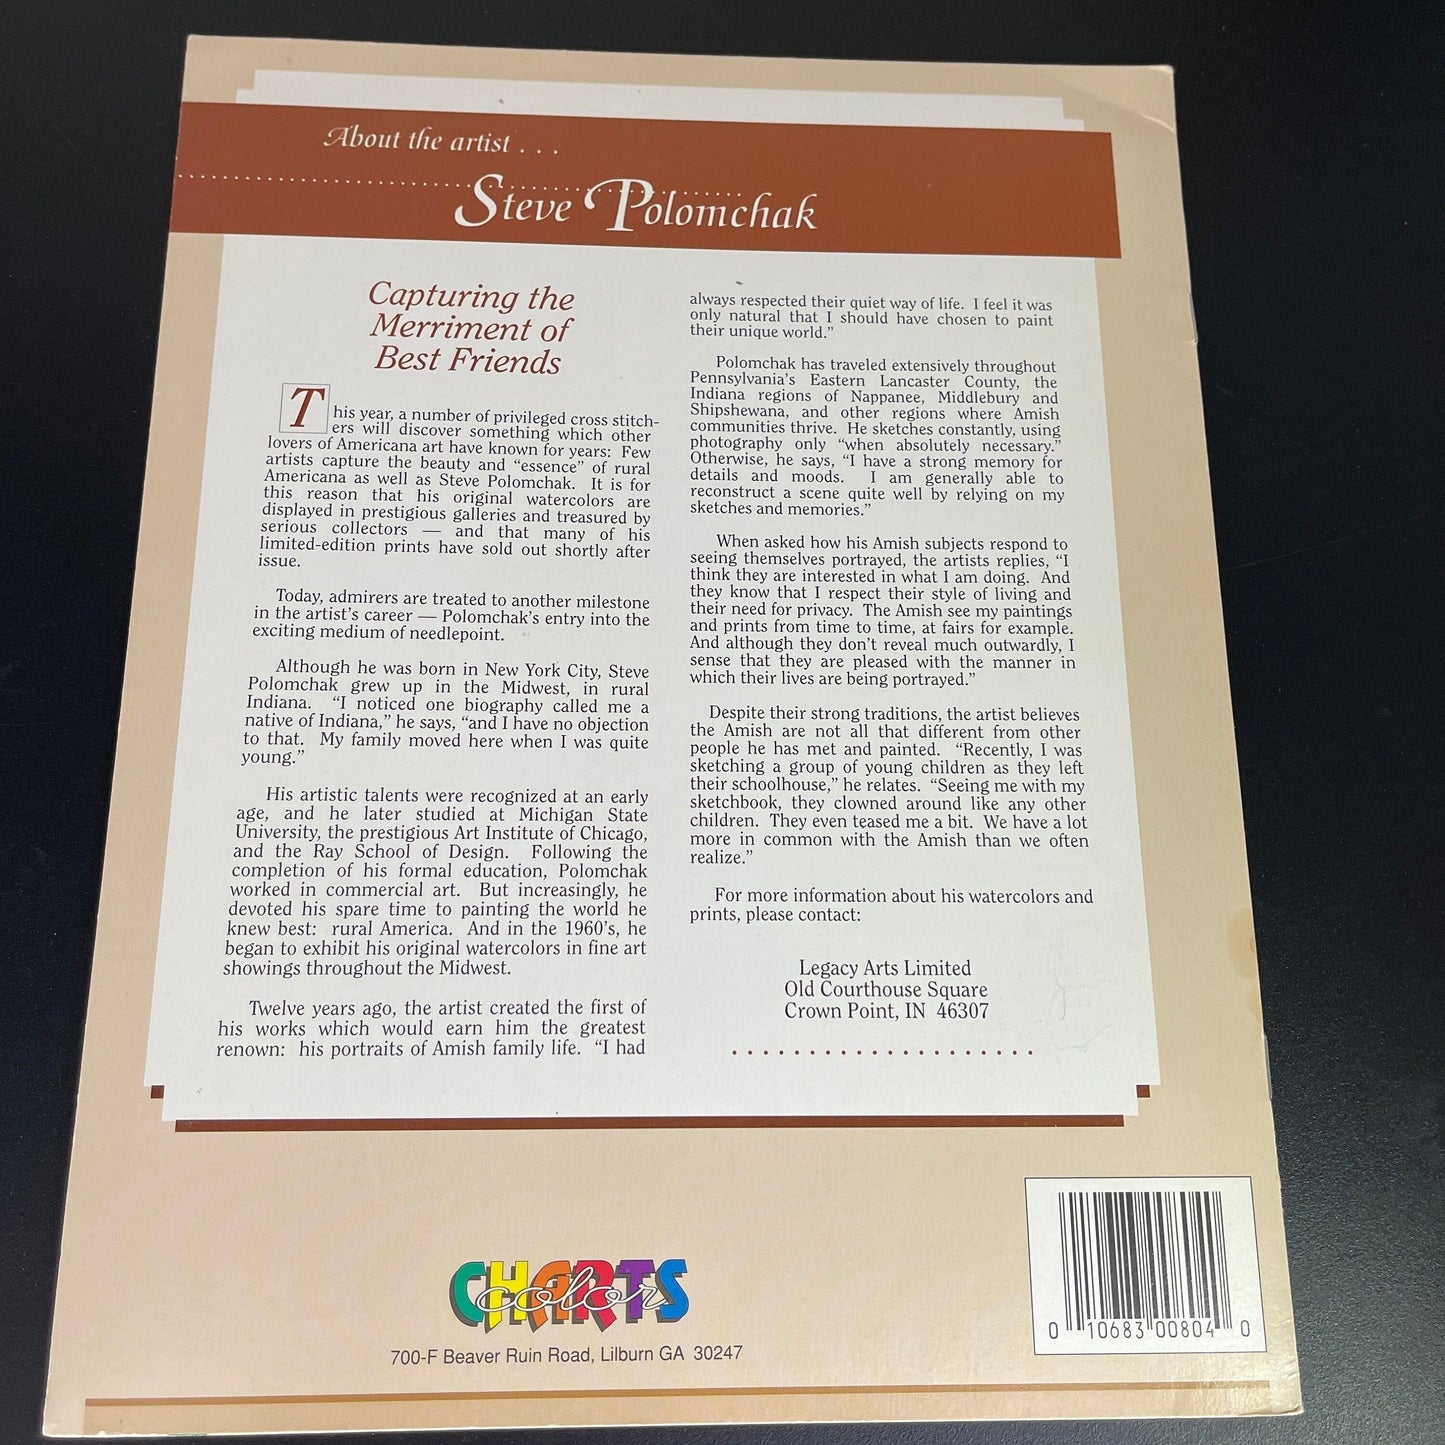 About the artist . . .
Steve Polomchak
Capturing the
Merriment of
Best Friends
This year, a number of privileged cross stitch-
ers will discover something which other
lovers of Americana art have known for years:  Few
artists capture the beauty and “essence” of rural
Americana as well as Steve Polomchak.  It is for
this reason that his original watercolors are
displayed in prestigious galleries and treasured by
serious collectors — and that many of his
limited-edition prints have sold out shortly after
issue.
Today, admirers are treated to another milestone
in the artist’s career — Polomchak’s entry into the
exciting medium of needlepoint.
Although he was born in New York City, Steve
Polomchak grew up in the Midwest, in rural
Indiana.  “I noticed one biography called me a
native of Indiana,” he says, “and I have no objection
to that.  My family moved here when I was quite
young.”
His artistic talents were recognized at an early
age, and he later studied at Michigan State
University, the prestigious Art Institute of Chicago,
and the Ray School of Design.  Following the
completion of his formal education, Polomchak
worked in commercial art.  But increasingly, he
devoted his spare time to painting the world he
knew best:  rural America.  And in the 1960’s, he
began to exhibit his original watercolors in fine art
showings throughout the Midwest.
Twelve years ago, the artist created the first of
his works which would earn him the greatest
renown:  his portraits of Amish family life.  “I had
always respected their quiet way of life.  I feel it was
only natural that I should have chosen to paint
their unique world.”
Polomchak has traveled extensively throughout
Pennsylvania’s Eastern Lancaster County, the
Indiana regions of Nappanee, Middlebury and
Shipshewana, and other regions where Amish
communities thrive.  He sketches constantly, using
photography only “when absolutely necessary.”
Otherwise, he says, “I have a strong memory for
details and moods.  I am generally able to
reconstruct a scene quite well by relying on my
sketches and memories.”
When asked how his Amish subjects respond to
seeing themselves portrayed, the artists replies, “I
think they are interested in what I am doing.  And
they know that I respect their style of living and
their need for privacy.  The Amish see my paintings
and prints from time to time, at fairs for example.
And although they don’t reveal much outwardly, I
sense that they are pleased with the manner in
which their lives are being portrayed.”
Despite their strong traditions, the artist believes
the Amish are not all that different from other
people he has met and painted.  “Recently, I was
sketching a group of young children as they left
their schoolhouse,” he relates.  “Seeing me with my
sketchbook, they clowned around like any other
children.  They even teased me a bit.  We have a lot
more in common with the Amish than we often
realize.”
For more information about his watercolors and
prints, please contact:
Legacy Arts Limited
Old Courthouse Square
Crown Point, IN  46307
CHARTS
color
700-F Beaver Ruin Road, Lilburn GA  30247
0 10683 00804 0